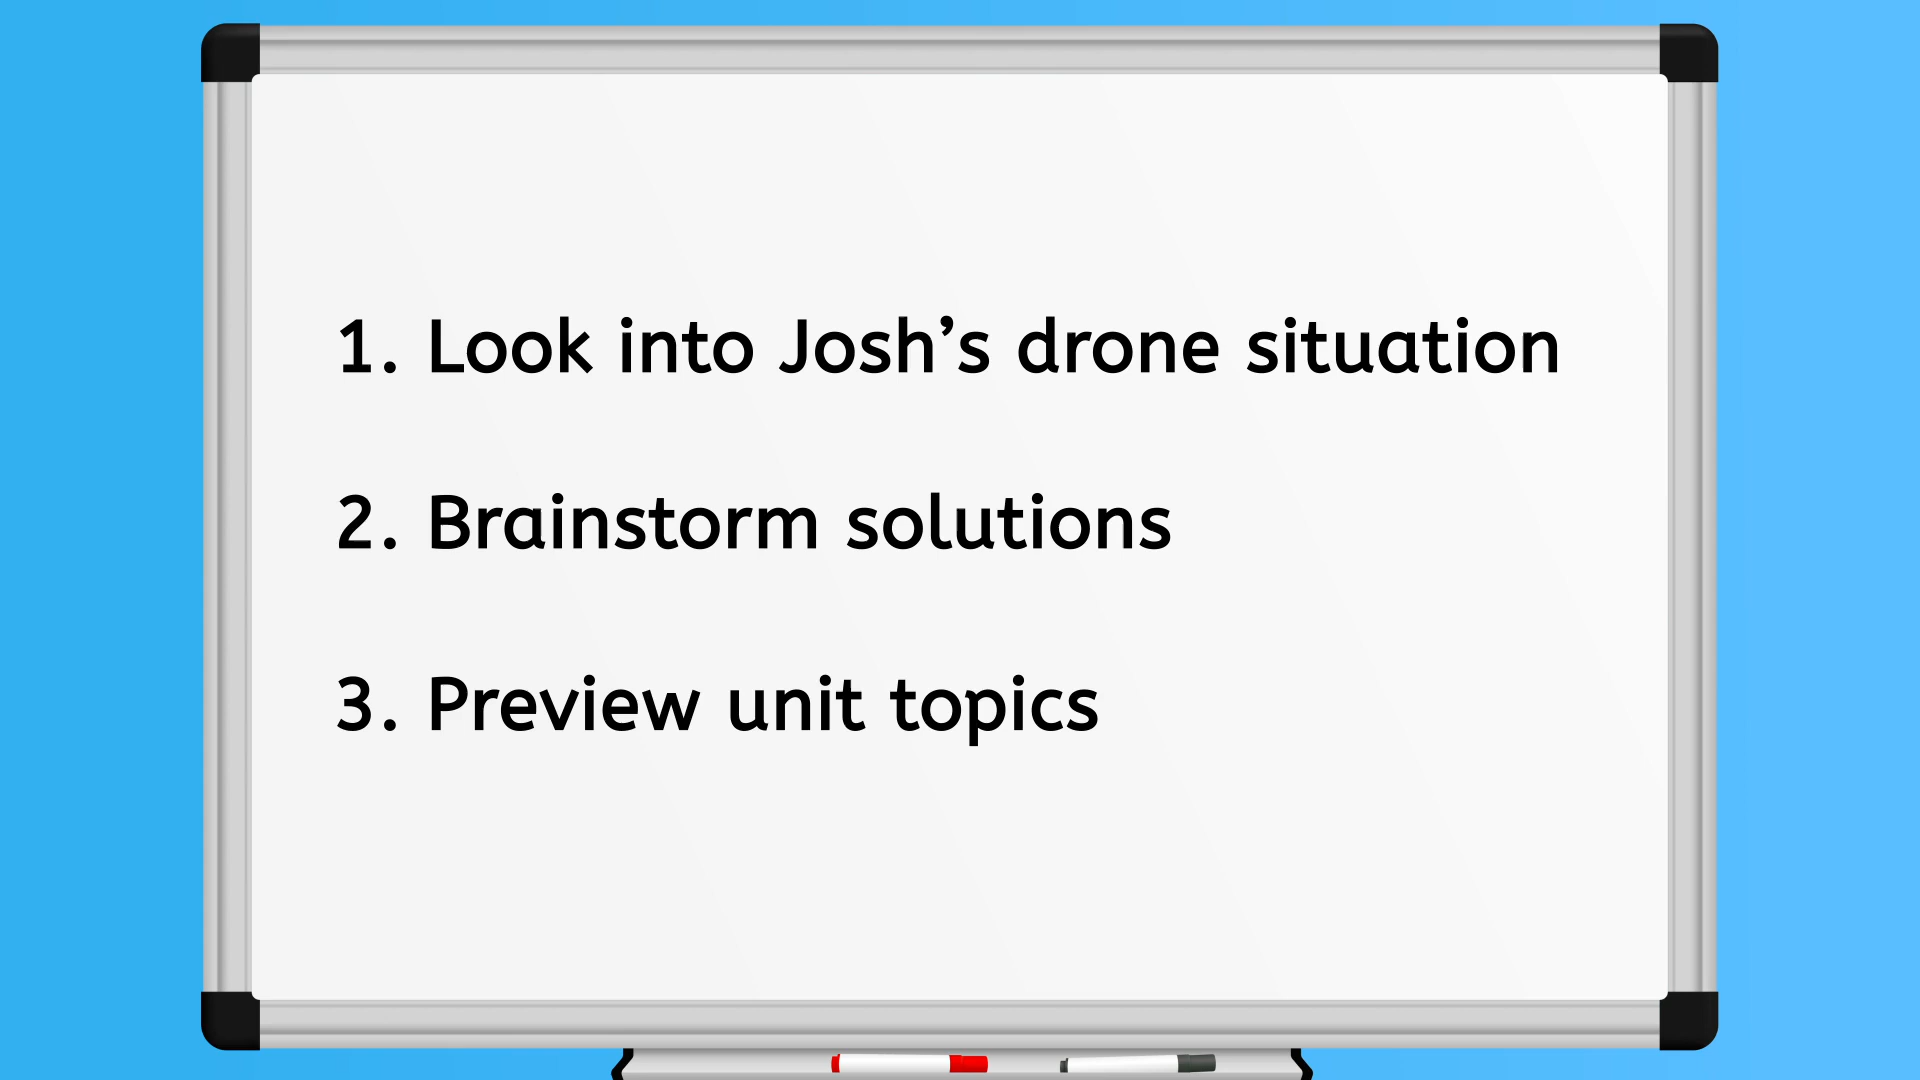 1. Look into Josh’s drone situation
2. Brainstorm solutions
3. Preview unit topics